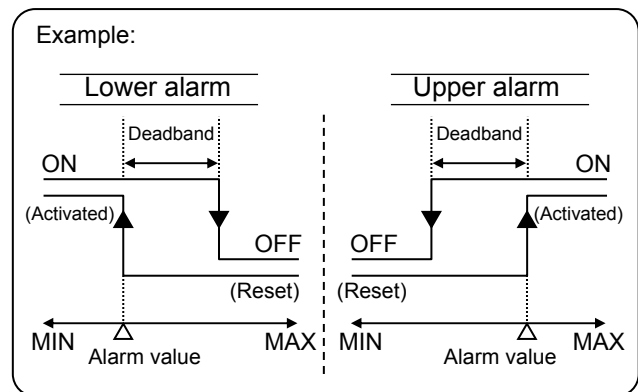 Example:
Lower alarm
Deadband
ON
(Activated)
OFF
(Reset)
MIN
MAX
Alarm value
Upper alarm
Deadband
ON
(Activated)
OFF
(Reset)
MIN
MAX
Alarm value